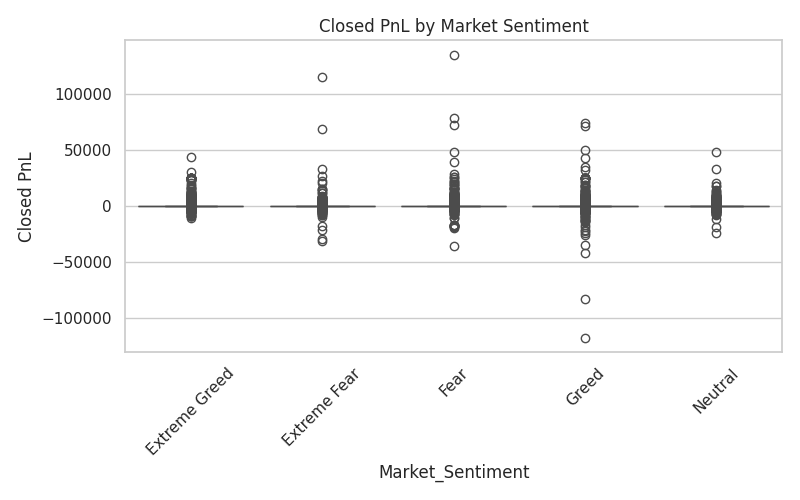 Closed PnL by Market Sentiment
Closed PnL
100000
50000
0
−50000
−100000
Extreme Greed
Extreme Fear
Fear
Greed
Neutral
Market_Sentiment